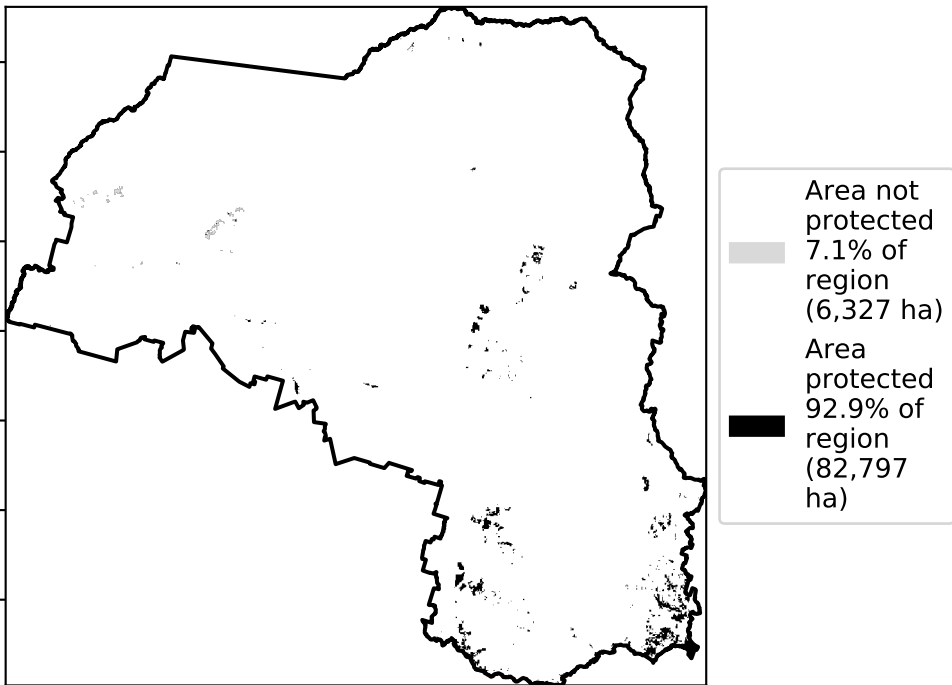 Area not
protected
7.1% of
region
(6,327 ha)
Area
protected
92.9% of
region
(82,797
ha)